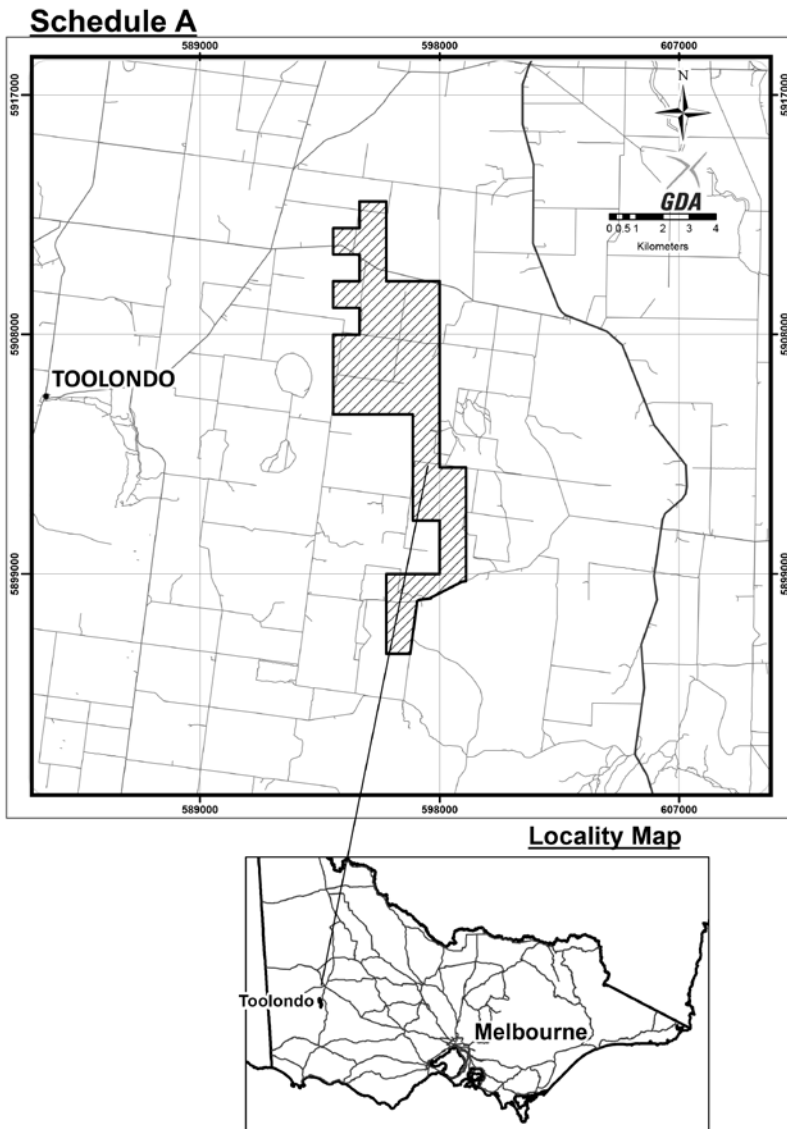 Schedule A
589000 598000 607000
5917000 5917000
N
GDA
0 0.5 1 2 3 4
Kilometers
5908000 5908000
TOOLONDO
5899000 5899000
589000 598000 607000
Locality Map
Toolondo
Melbourne